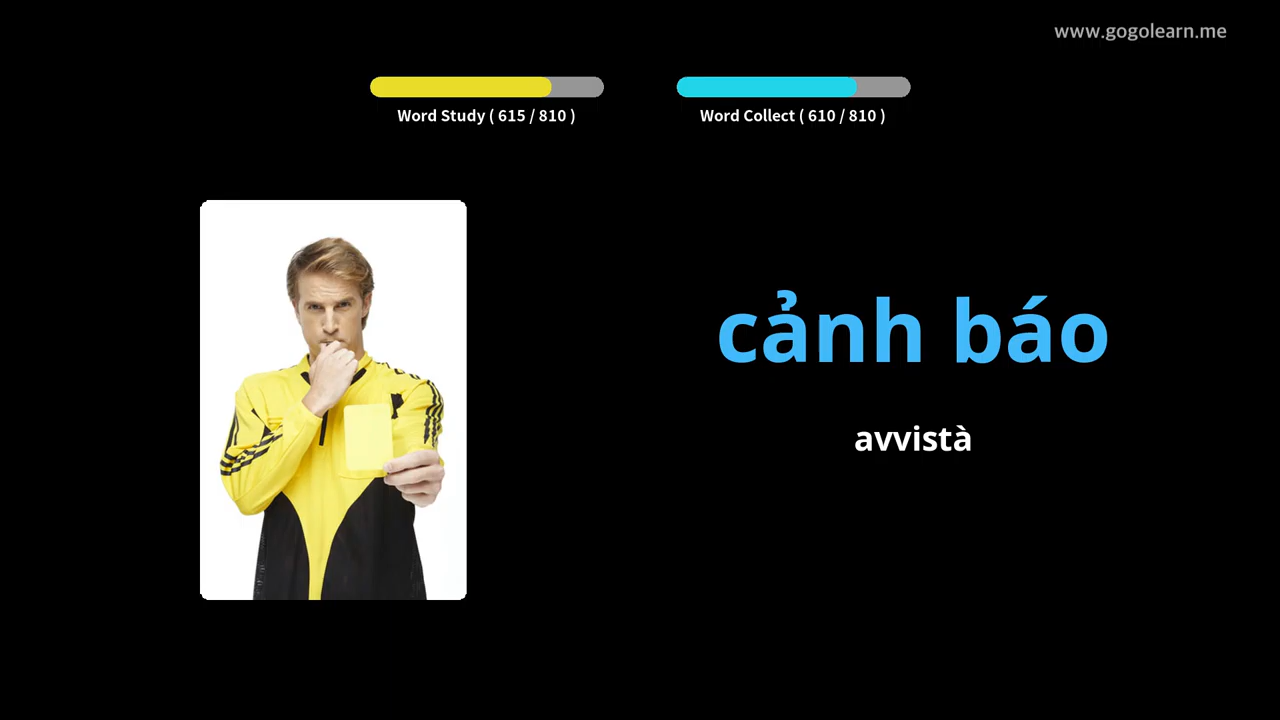 www.gogolearn.me
Word Study ( 615 / 810 )
Word Collect ( 610 / 810 )
cảnh báo
avvistà